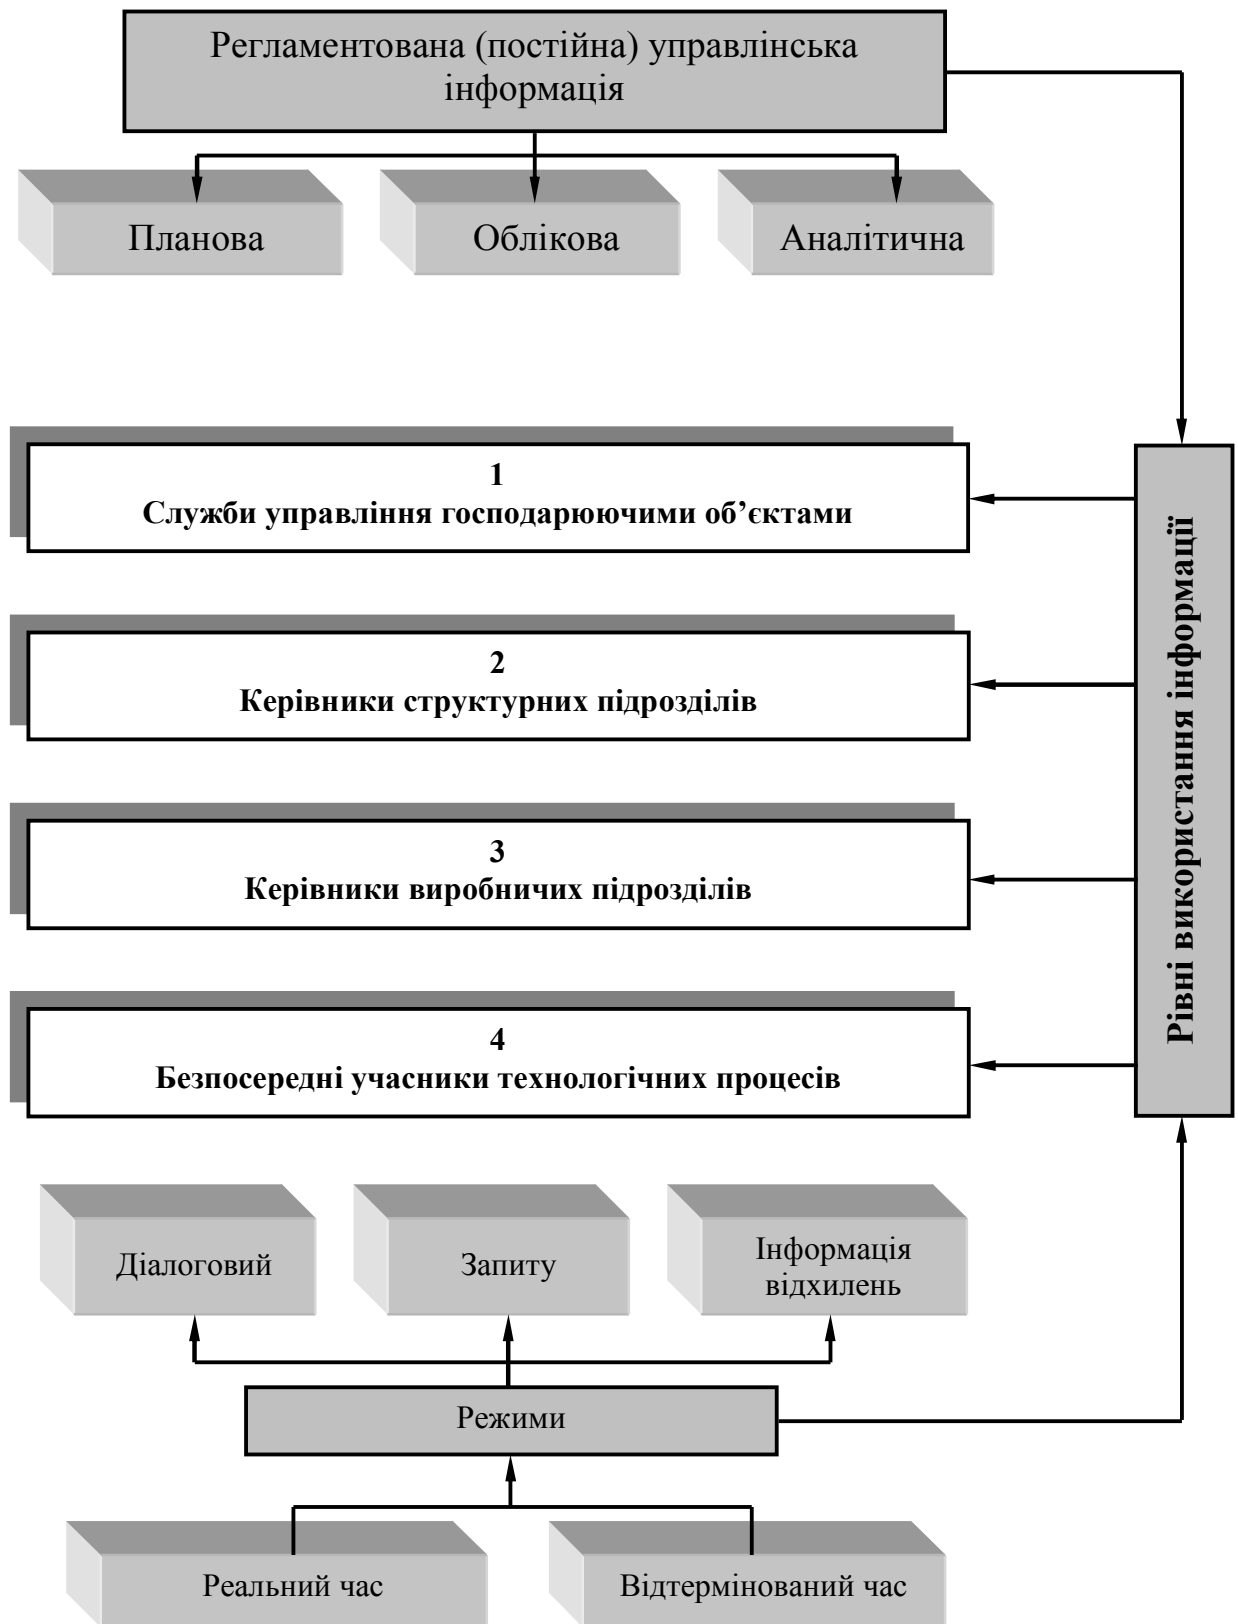 Регламентована (постійна) управлінська
інформація
Планова
Облікова
Аналітична
1
Служби управління господарюючими об’єктами
2
Керівники структурних підрозділів
3
Керівники виробничих підрозділів
4
Безпосередні учасники технологічних процесів
Рівні використання інформації
Діалоговий
Запиту
Інформація
відхилень
Режими
Реальний час
Відтермінований час